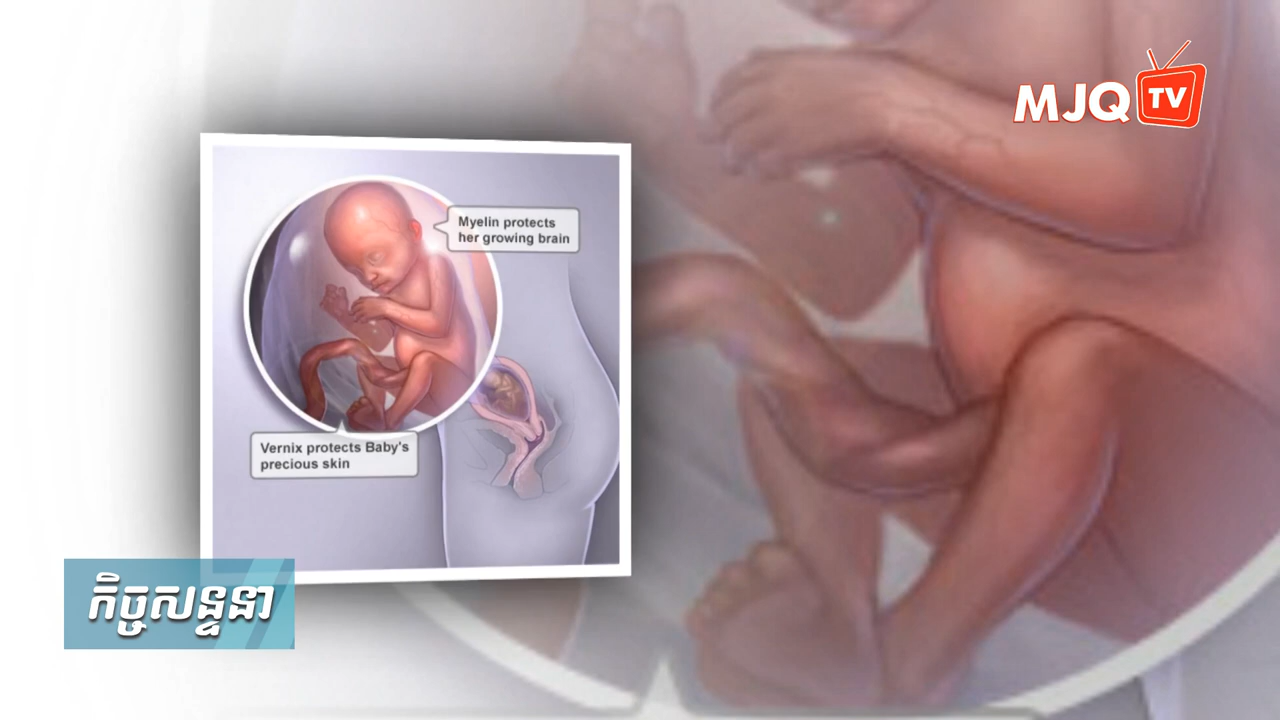 MJQ TV
Myelin protects
her growing brain
Vernix protects Baby's
precious skin
កិច្ចសន្ទនា